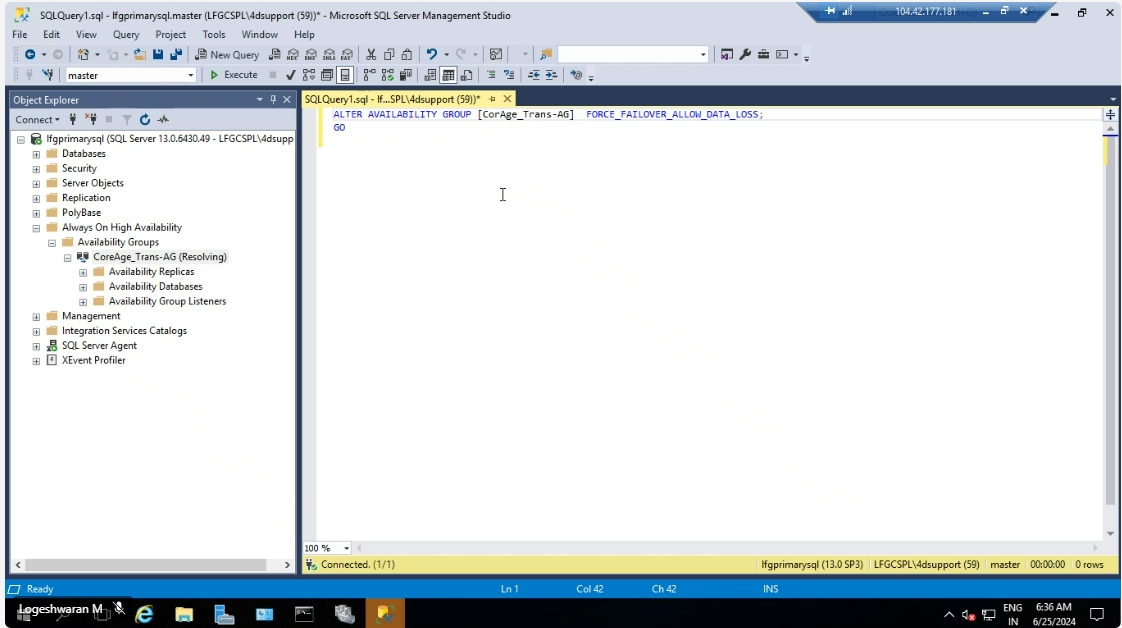 SQLQuery1.sql - lfgprimarysql.master (LFGCSPL\4dsupport (59))* - Microsoft SQL Server Management Studio
104.42.177.181
File Edit View Query Project Tools Window Help
New Query
master
Execute
Object Explorer
SQLQuery1.sql - lf...SPL\4dsupport (59))*
Connect
ALTER AVAILABILITY GROUP [CorAge_Trans-AG]  FORCE_FAILOVER_ALLOW_DATA_LOSS;
GO
lfgprimarysql (SQL Server 13.0.6430.49 - LFGCSPL\4dsupp
Databases
Security
Server Objects
Replication
PolyBase
Always On High Availability
Availability Groups
CoreAge_Trans-AG (Resolving)
Availability Replicas
Availability Databases
Availability Group Listeners
Management
Integration Services Catalogs
SQL Server Agent
XEvent Profiler
100 %
Connected. (1/1)
lfgprimarysql (13.0 SP3) LFGCSPL\4dsupport (59) master 00:00:00 0 rows
Ready
Ln 1
Col 42
Ch 42
INS
Logeshwaran M
ENG
IN
6:36 AM
6/25/2024